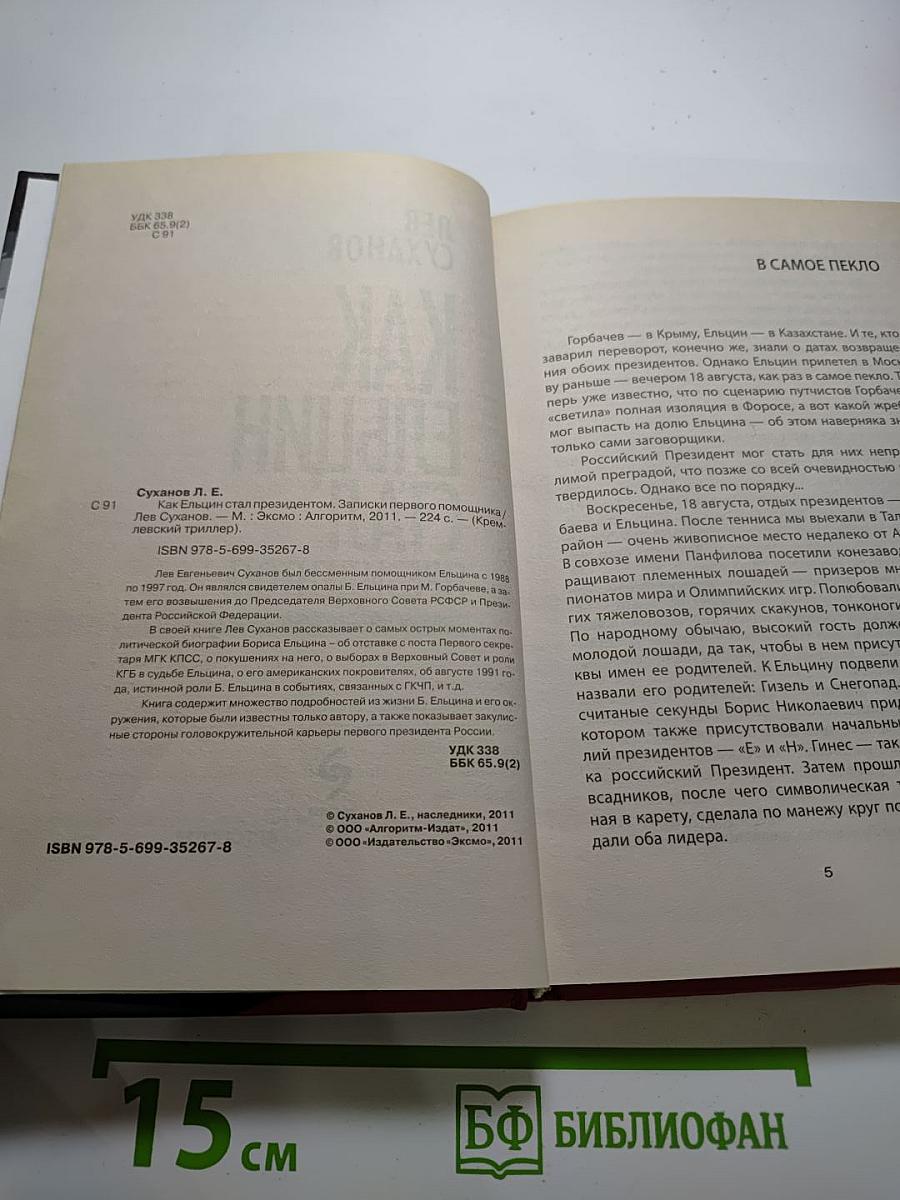 УДК 338
ББК 65.9(2)
С 91
Суханов Л. Е.
С 91 Как Ельцин стал президентом. Записки первого помощника /
Лев Суханов. — М. : Эксмо : Алгоритм, 2011. — 224 с. — (Крем-
левский триллер).
ISBN 978-5-699-35267-8
Лев Евгеньевич Суханов был бессменным помощником Ельцина с 1988
по 1997 год. Он являлся свидетелем опалы Б. Ельцина при М. Горбачеве, а за-
тем его возвышения до Председателя Верховного Совета РСФСР и Прези-
дента Российской Федерации.
В своей книге Лев Суханов рассказывает о самых острых моментах по-
литической биографии Бориса Ельцина – об отставке с поста Первого секре-
таря МГК КПСС, о покушениях на него, о выборах в Верховный Совет и роли
КГБ в судьбе Ельцина, о его американских покровителях, об августе 1991 го-
да, истинной роли Б. Ельцина в событиях, связанных с ГКЧП, и т.д.
Книга содержит множество подробностей из жизни Б. Ельцина и его ок-
ружения, которые были известны только автору, а также показывает закулис-
ные стороны головокружительной карьеры первого президента России.
УДК 338
ББК 65.9(2)
© Суханов Л. Е., наследники, 2011
© ООО «Алгоритм-Издат», 2011
ISBN 978-5-699-35267-8 © ООО «Издательство «Эксмо», 2011
В САМОЕ ПЕКЛО
Горбачев — в Крыму, Ельцин — в Казахстане. И те, кто
заварил переворот, конечно же, знали о датах возвраще
ния обоих президентов. Однако Ельцин прилетел в Моск
ву раньше — вечером 18 августа, как раз в самое пекло. Т
перь уже известно, что по сценарию путчистов Горбаче
«светила» полная изоляция в Форосе, а вот какой жреб
мог выпасть на долю Ельцина — об этом наверняка зн
только сами заговорщики.
Российский Президент мог стать для них непр
лимой преградой, что позже со всей очевидностью
твердилось. Однако все по порядку...
Воскресенье, 18 августа, отдых президентов —
баева и Ельцина. После тенниса мы выехали в Тал
район — очень живописное место недалеко от А
В совхозе имени Панфилова посетили конезавод
ращивают племенных лошадей — призеров мн
пионатов мира и Олимпийских игр. Полюбовали
гих тяжеловозов, горячих скакунов, тонконоги
По народному обычаю, высокий гость долже
молодой лошади, да так, чтобы в нем присут
квы имен ее родителей. К Ельцину подвели
назвали его родителей: Гизель и Снегопад.
считаные секунды Борис Николаевич прид
котором также присутствовали начальны
лий президентов — «Е» и «Н». Гинес — так
ка российский Президент. Затем прошл
всадников, после чего символическая т
ная в карету, сделала по манежу круг по
дали оба лидера.
5
15 см
БФ БИБЛИОФАН